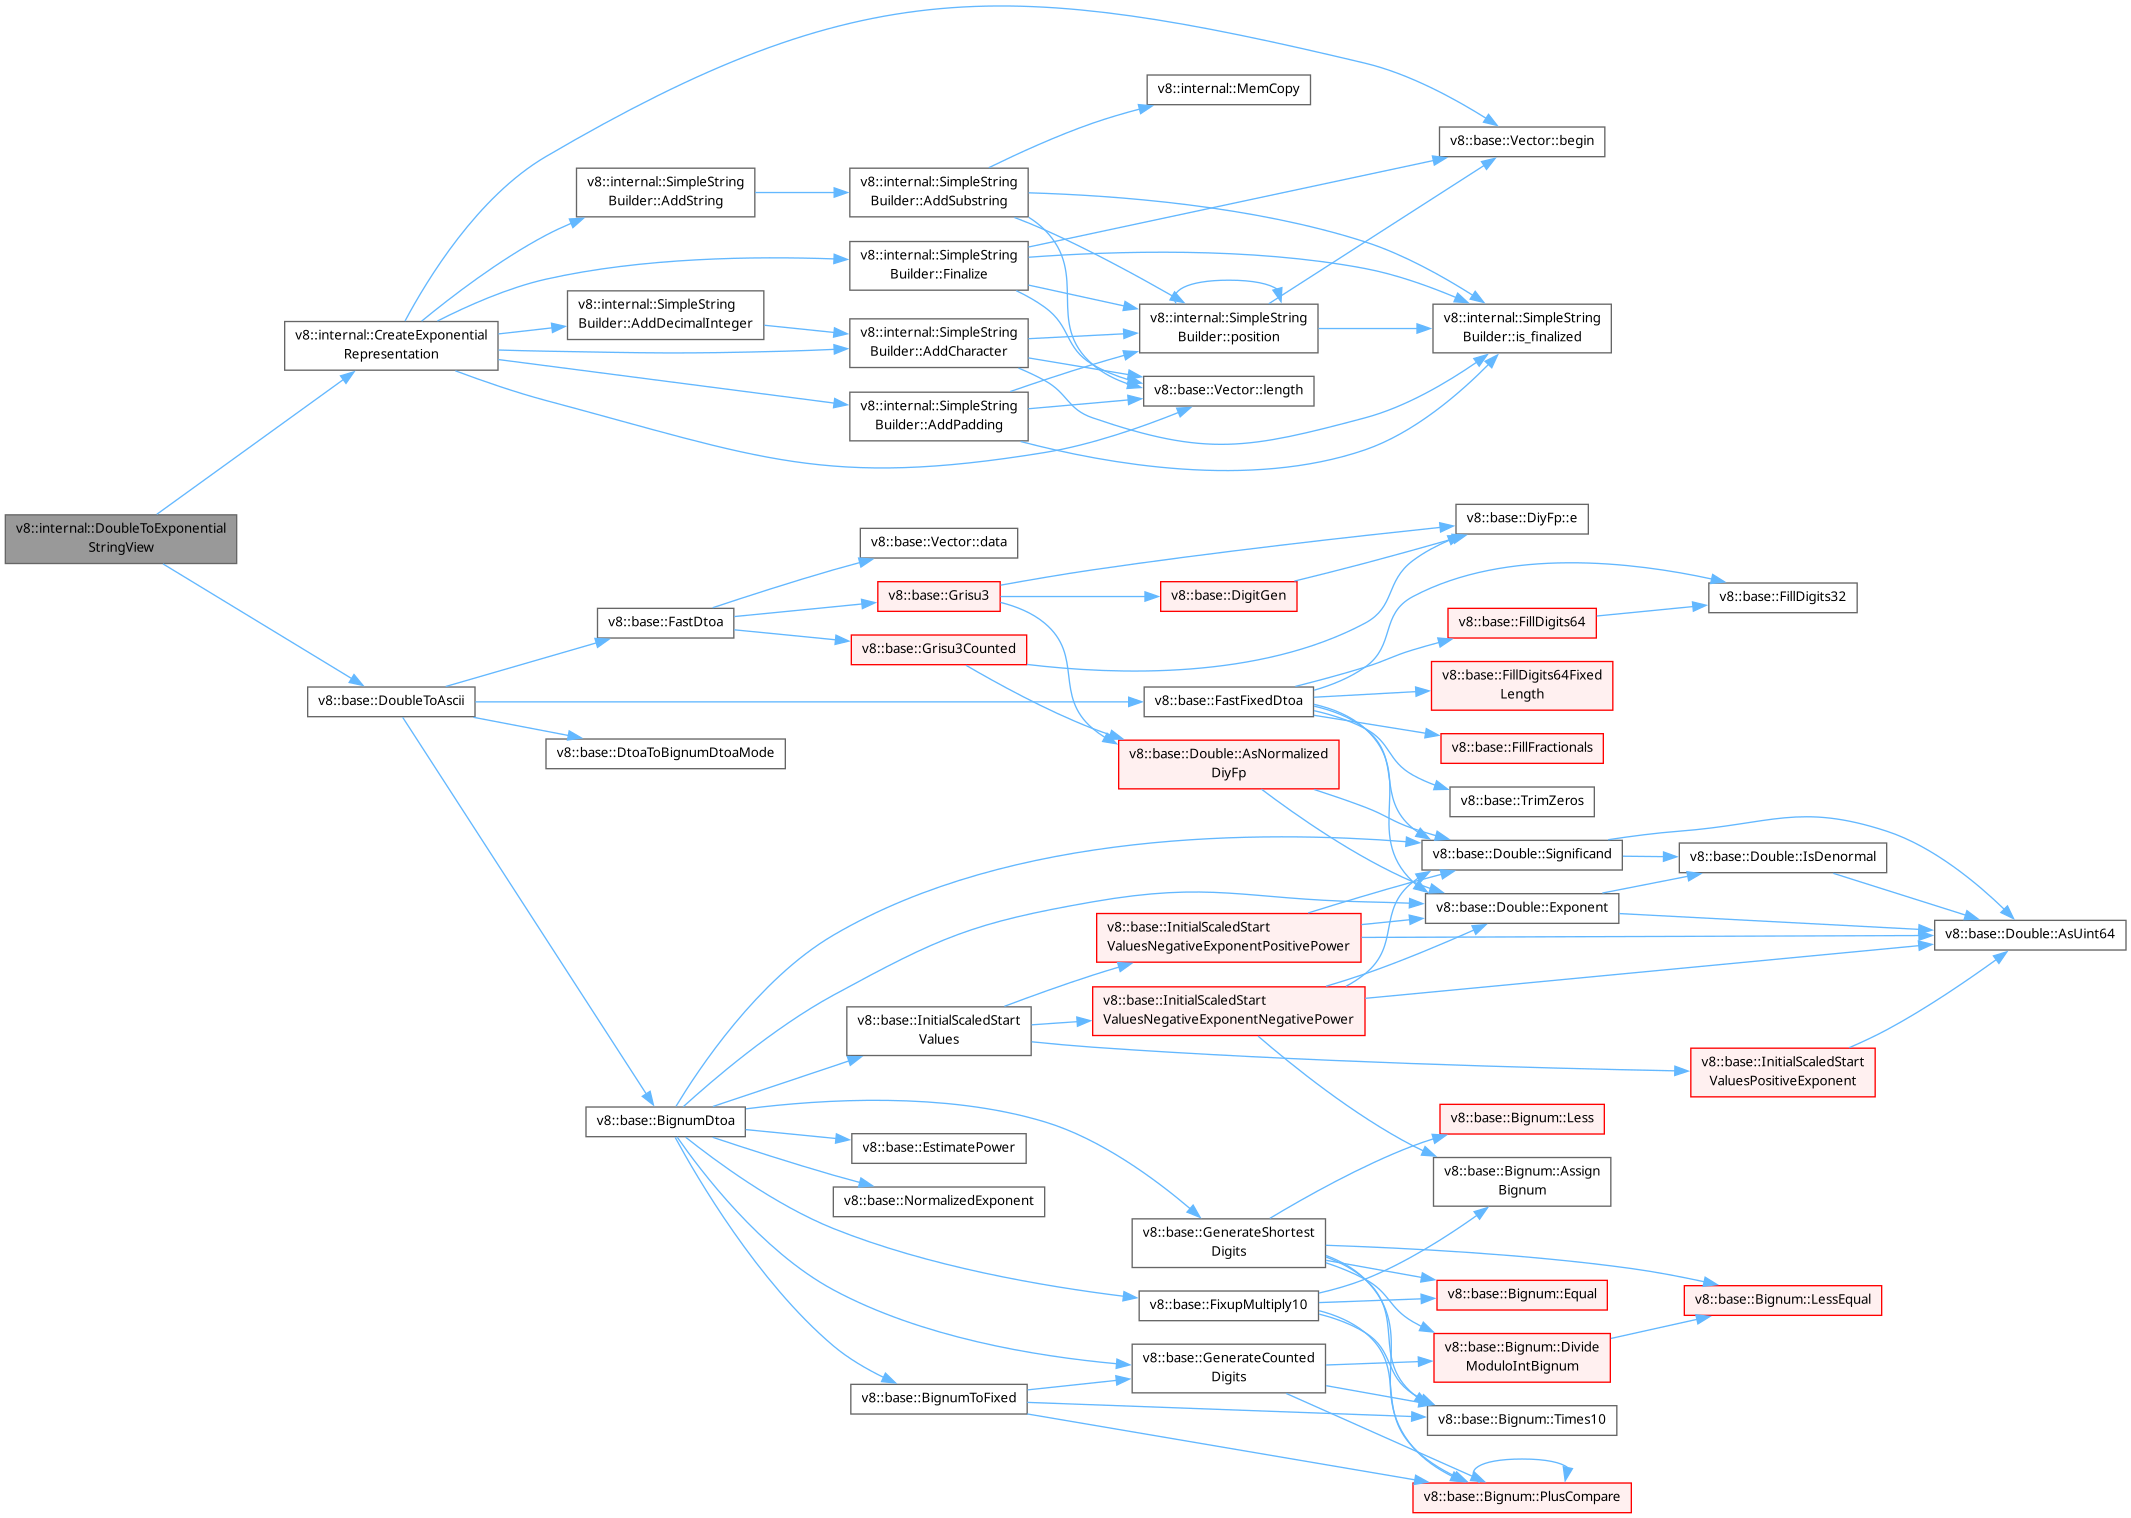 v8::internal::DoubleToExponential
StringView
v8::internal::CreateExponential
Representation
v8::base::DoubleToAscii
v8::internal::SimpleString
Builder::AddString
v8::internal::SimpleString
Builder::AddDecimalInteger
v8::base::FastDtoa
v8::base::DtoaToBignumDtoaMode
v8::base::BignumDtoa
v8::internal::SimpleString
Builder::AddSubstring
v8::internal::SimpleString
Builder::Finalize
v8::internal::SimpleString
Builder::AddCharacter
v8::internal::SimpleString
Builder::AddPadding
v8::base::Vector::data
v8::base::Grisu3
v8::base::Grisu3Counted
v8::base::InitialScaledStart
Values
v8::base::EstimatePower
v8::base::NormalizedExponent
v8::base::BignumToFixed
v8::internal::MemCopy
v8::internal::SimpleString
Builder::position
v8::base::Vector::length
v8::base::DigitGen
v8::base::FastFixedDtoa
v8::base::Double::AsNormalized
DiyFp
v8::base::InitialScaledStart
ValuesNegativeExponentPositivePower
v8::base::InitialScaledStart
ValuesNegativeExponentNegativePower
v8::base::GenerateShortest
Digits
v8::base::FixupMultiply10
v8::base::GenerateCounted
Digits
v8::base::Vector::begin
v8::internal::SimpleString
Builder::is_finalized
v8::base::DiyFp::e
v8::base::FillDigits64
v8::base::FillDigits64Fixed
Length
v8::base::FillFractionals
v8::base::TrimZeros
v8::base::Double::Significand
v8::base::Double::Exponent
v8::base::Bignum::Less
v8::base::Bignum::Assign
Bignum
v8::base::Bignum::Equal
v8::base::Bignum::Divide
ModuloIntBignum
v8::base::Bignum::Times10
v8::base::Bignum::PlusCompare
v8::base::FillDigits32
v8::base::Double::IsDenormal
v8::base::InitialScaledStart
ValuesPositiveExponent
v8::base::Bignum::LessEqual
v8::base::Double::AsUint64